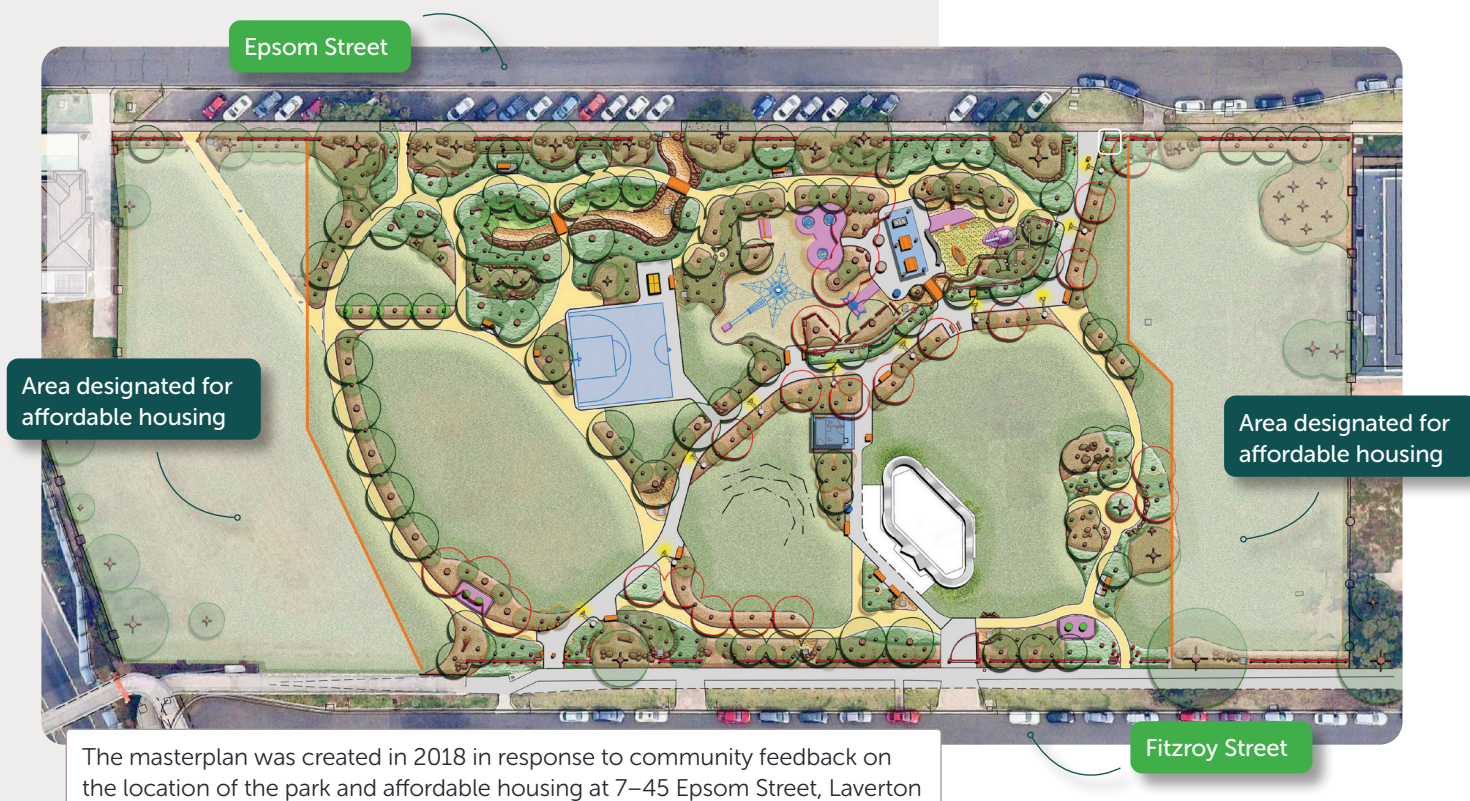 Epsom Street
Area designated for
affordable housing
Area designated for
affordable housing
Fitzroy Street
The masterplan was created in 2018 in response to community feedback on
the location of the park and affordable housing at 7–45 Epsom Street, Laverton